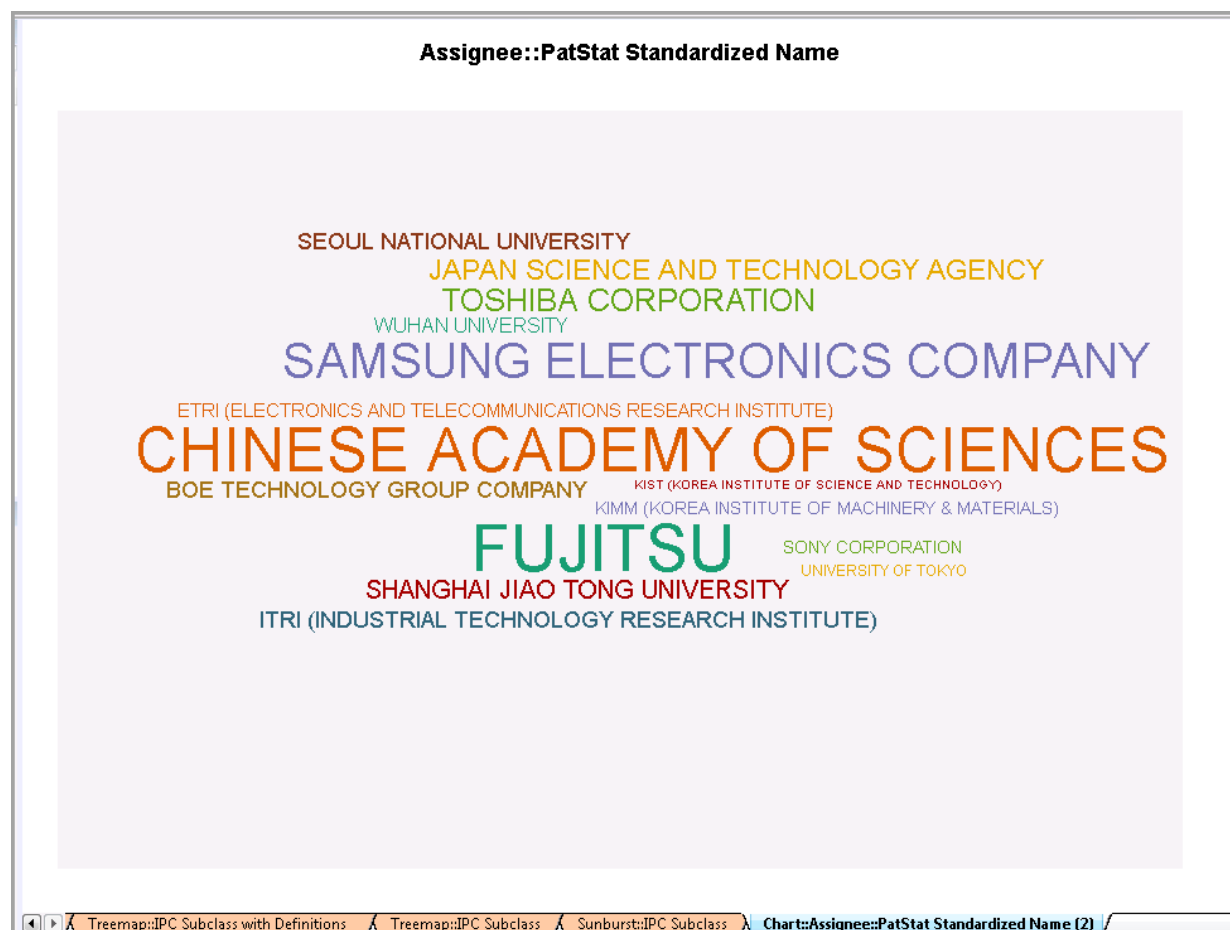 Assignee::PatStat Standardized Name
SEOUL NATIONAL UNIVERSITY
JAPAN SCIENCE AND TECHNOLOGY AGENCY
TOSHIBA CORPORATION
WUHAN UNIVERSITY
SAMSUNG ELECTRONICS COMPANY
ETRI (ELECTRONICS AND TELECOMMUNICATIONS RESEARCH INSTITUTE)
CHINESE ACADEMY OF SCIENCES
BOE TECHNOLOGY GROUP COMPANY
KIST (KOREA INSTITUTE OF SCIENCE AND TECHNOLOGY)
KIMM (KOREA INSTITUTE OF MACHINERY & MATERIALS)
FUJITSU
SONY CORPORATION
UNIVERSITY OF TOKYO
SHANGHAI JIAO TONG UNIVERSITY
ITRI (INDUSTRIAL TECHNOLOGY RESEARCH INSTITUTE)
Treemap::IPC Subclass with Definitions
Treemap::IPC Subclass
Sunburst::IPC Subclass
Chart::Assignee::PatStat Standardized Name (2)